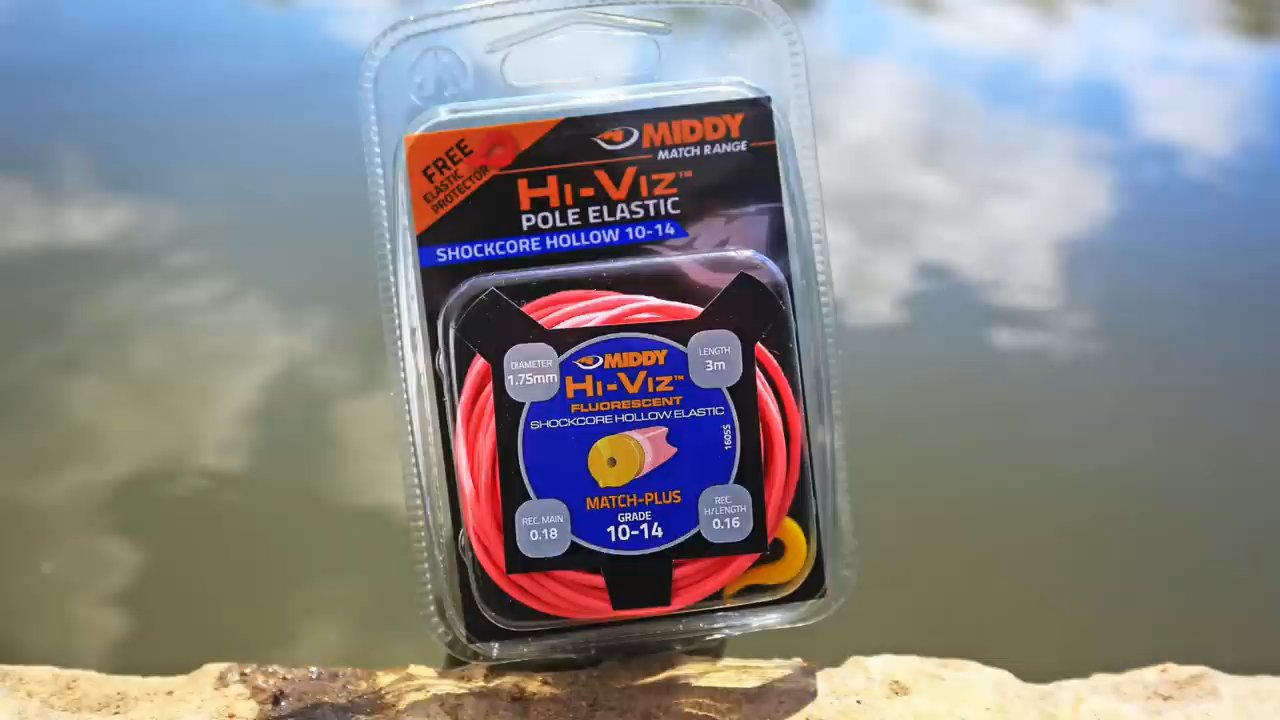 FREE
ELASTIC
PROTECTOR
MIDDY
MATCH RANGE
HI-VIZ™
POLE ELASTIC
SHOCKCORE HOLLOW 10-14
DIAMETER
1.75mm
LENGTH
3m
MIDDY
HI-VIZ™
FLUORESCENT
SHOCKCORE HOLLOW ELASTIC
1605S
MATCH-PLUS
GRADE
10-14
REC. MAIN
0.18
REC.
H/LENGTH
0.16